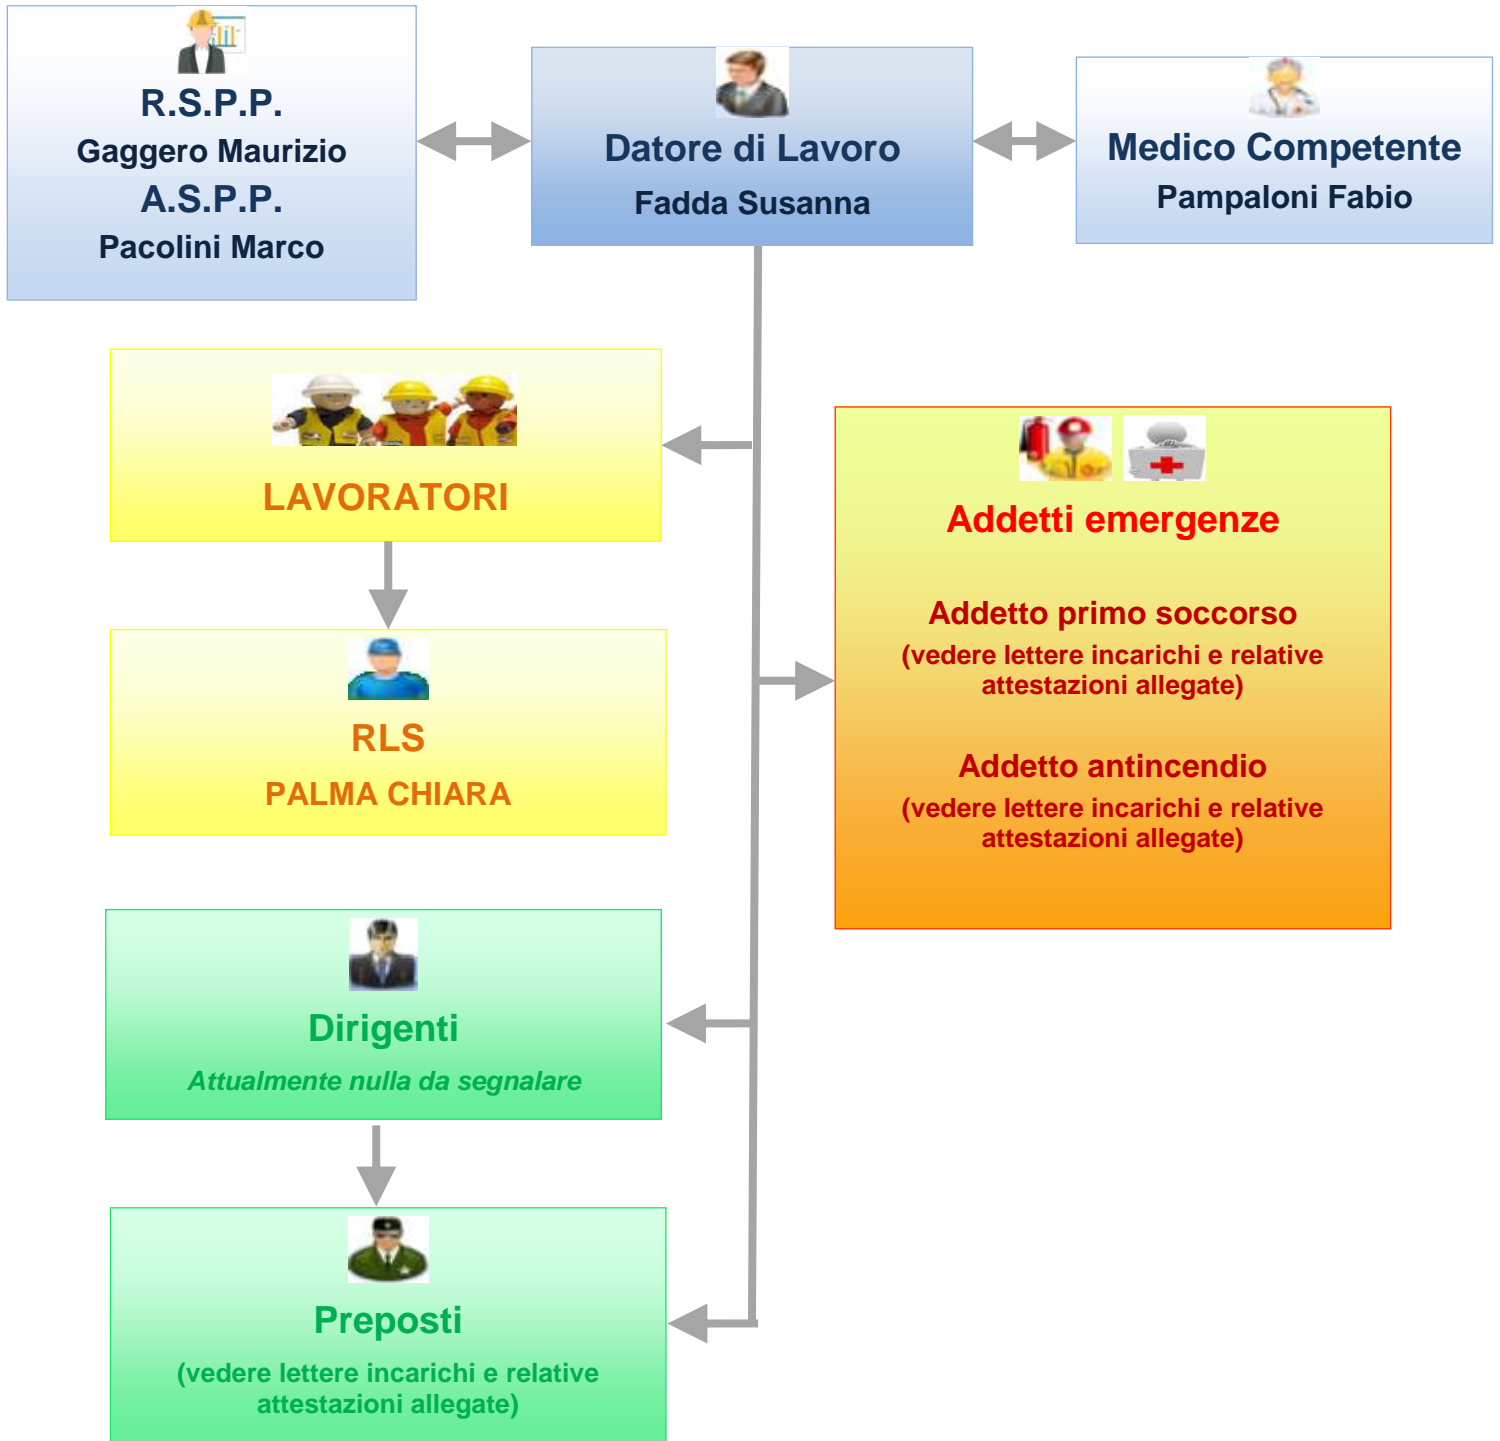 R.S.P.P.
Gaggero Maurizio
A.S.P.P.
Pacolini Marco
Datore di Lavoro
Fadda Susanna
Medico Competente
Pampaloni Fabio
LAVORATORI
RLS
PALMA CHIARA
Addetti emergenze
Addetto primo soccorso
(vedere lettere incarichi e relative
attestazioni allegate)
Addetto antincendio
(vedere lettere incarichi e relative
attestazioni allegate)
Dirigenti
Attualmente nulla da segnalare
Preposti
(vedere lettere incarichi e relative
attestazioni allegate)